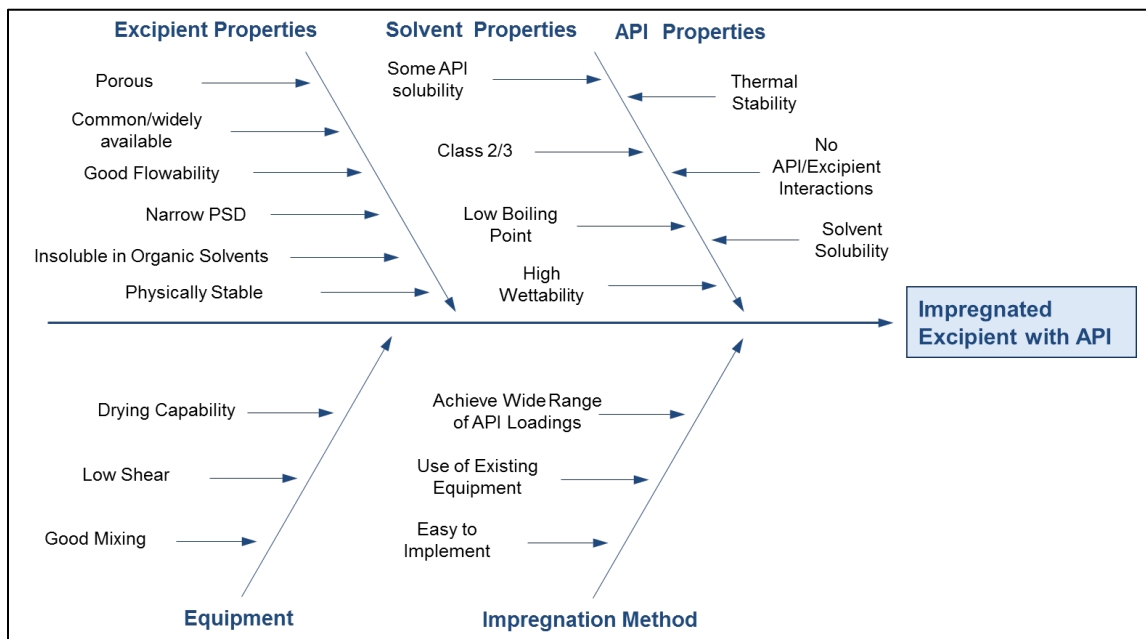 Excipient Properties
Solvent Properties
API Properties
Porous
Common/widely
available
Good Flowability
Narrow PSD
Insoluble in Organic Solvents
Physically Stable
Some API
solubility
Class 2/3
Low Boiling
Point
High
Wettability
Thermal
Stability
No
API/Excipient
Interactions
Solvent
Solubility
Impregnated
Excipient with API
Drying Capability
Low Shear
Good Mixing
Equipment
Achieve Wide Range
of API Loadings
Use of Existing
Equipment
Easy to
Implement
Impregnation Method